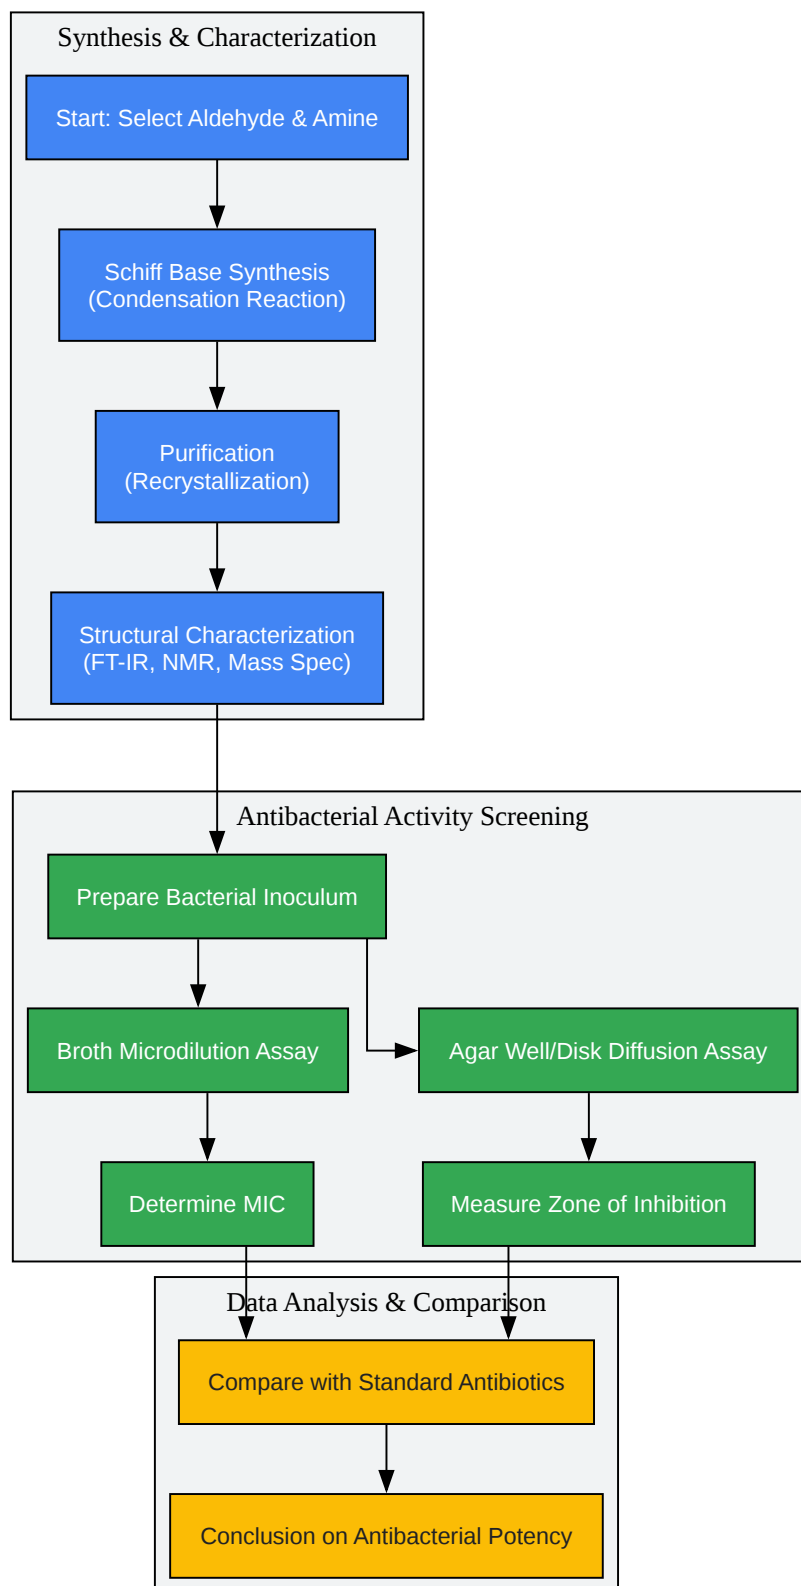 Synthesis & Characterization
Start: Select Aldehyde & Amine
Schiff Base Synthesis
(Condensation Reaction)
Purification
(Recrystallization)
Structural Characterization
(FT-IR, NMR, Mass Spec)
Antibacterial Activity Screening
Prepare Bacterial Inoculum
Broth Microdilution Assay
Agar Well/Disk Diffusion Assay
Determine MIC
Measure Zone of Inhibition
Data Analysis & Comparison
Compare with Standard Antibiotics
Conclusion on Antibacterial Potency